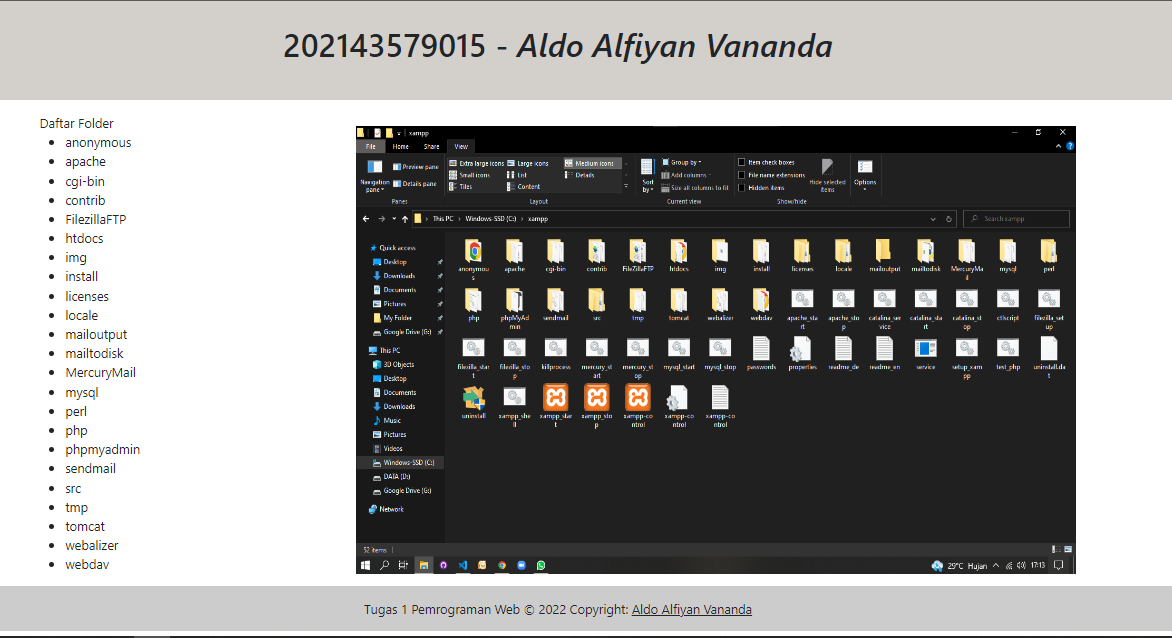 202143579015 - Aldo Alfiyan Vananda
Daftar Folder
anonymous
apache
cgi-bin
contrib
FilezillaFTP
htdocs
img
install
licenses
locale
mailoutput
mailtodisk
MercuryMail
mysql
perl
php
phpmyadmin
sendmail
src
tmp
tomcat
webalizer
webdav
xampp
File Home Share View
Navigation pane
Preview pane
Details pane
Panes
Extra large icons Large icons Medium icons
Small icons List Details
Tiles Content
Layout
Sort by
Group by
Add columns
Size all columns to fit
Current view
Item check boxes
File name extensions
Hidden items
Hide selected items
Show/hide
Options
This PC › Windows-SSD (C:) › xampp
Search xampp
Quick access
Desktop
Downloads
Documents
Pictures
My Folder
Google Drive (G:)
This PC
3D Objects
Desktop
Documents
Downloads
Music
Pictures
Videos
Windows-SSD (C:)
DATA (D:)
Google Drive (G:)
Network
anonymous apache cgi-bin contrib FileZillaFTP htdocs img install licenses locale mailoutput mailtodisk MercuryMail mysql perl
php phpMyAdmin sendmail src tmp tomcat webalizer webdav apache_start apache_stop catalina_service catalina_start catalina_stop ctlscript filezilla_setup
filezilla_start filezilla_stop killprocess mercury_start mercury_stop mysql_start mysql_stop passwords properties readme_de readme_en service setup_xampp test_php uninstall.dat
uninstall xampp_shell xampp_start xampp_stop xampp-control xampp-control xampp-control
52 items
29°C Hujan 17:13
Tugas 1 Pemrograman Web © 2022 Copyright: Aldo Alfiyan Vananda